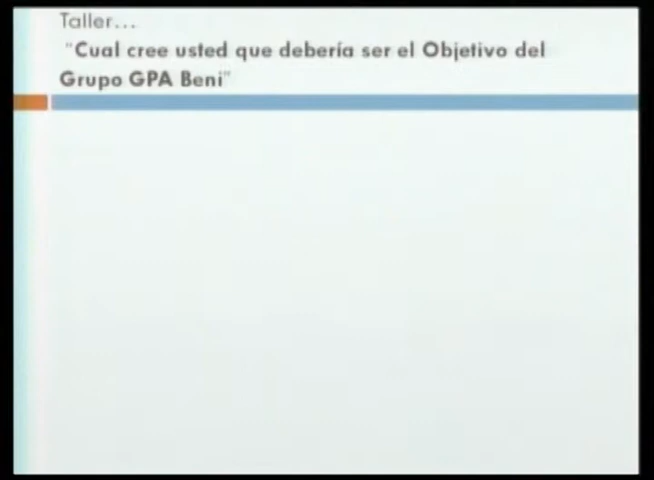 Taller...
"Cual cree usted que debería ser el Objetivo del
Grupo GPA Beni"